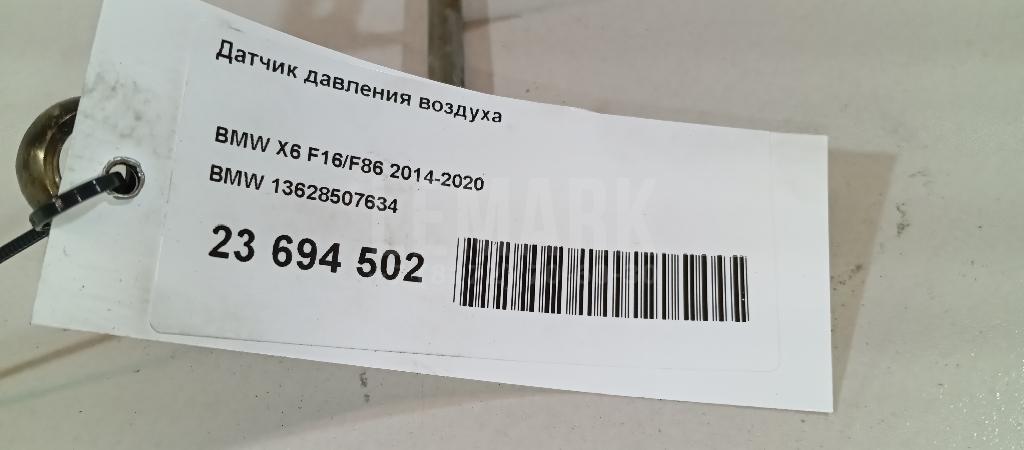 Датчик давления воздуха
BMW X6 F16/F86 2014-2020
BMW 13628507634
23 694 502